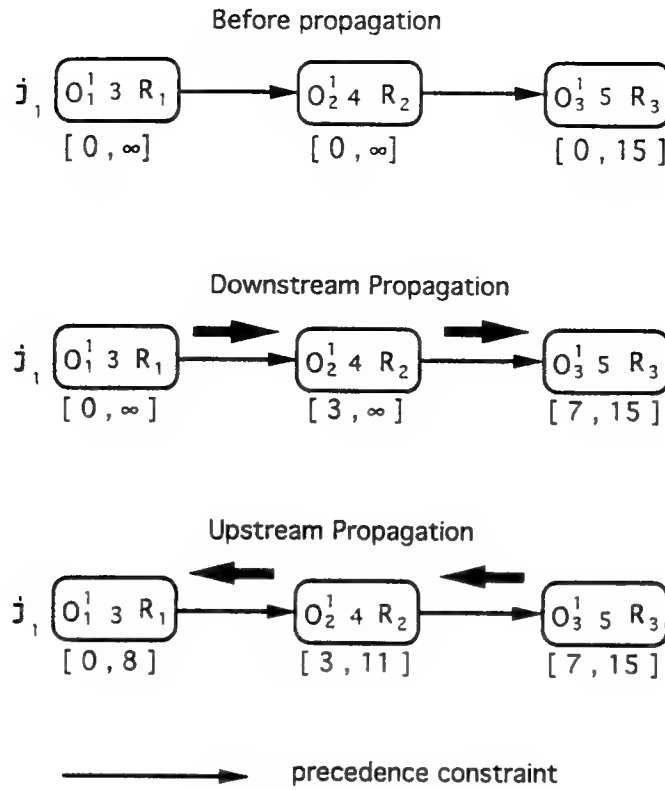 Before propagation
j₁ O₁¹ 3 R₁ O₂¹ 4 R₂ O₃¹ 5 R₃
[0,∞] [0,∞] [0,15]
Downstream Propagation
j₁ O₁¹ 3 R₁ O₂¹ 4 R₂ O₃¹ 5 R₃
[0,∞] [3,∞] [7,15]
Upstream Propagation
j₁ O₁¹ 3 R₁ O₂¹ 4 R₂ O₃¹ 5 R₃
[0,8] [3,11] [7,15]
precedence constraint